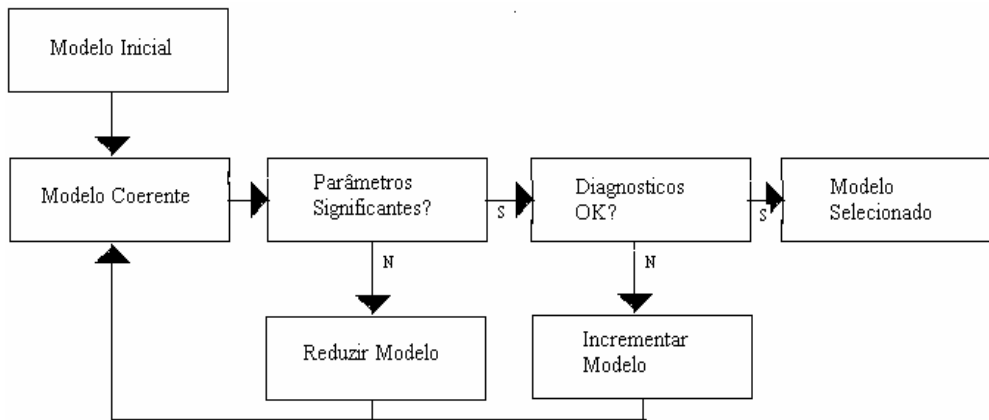 Modelo Inicial
Modelo Coerente
Parâmetros
Significantes?
S
Diagnosticos
OK?
S
Modelo
Selecionado
N
N
Reduzir Modelo
Incrementar
Modelo